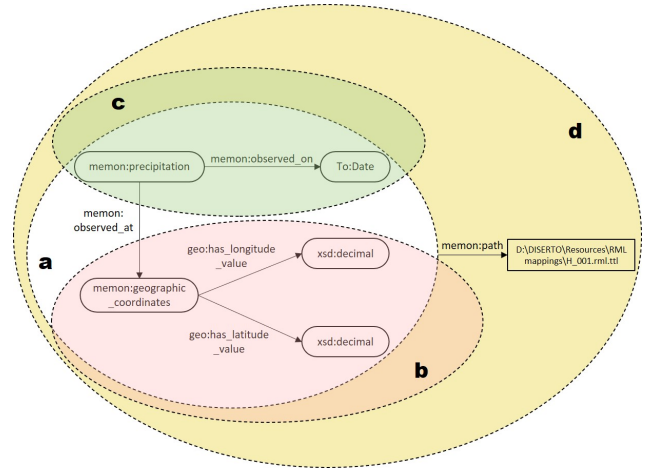 c
d
memon:precipitation
memon:observed_on
To:Date
memon:
observed_at
a
geo:has_longitude
_value
xsd:decimal
memon:path
D:\DISERTO\Resources\RML
mappings\H_001.rml.ttl
memon:geographic
_coordinates
geo:has_latitude
_value
xsd:decimal
b